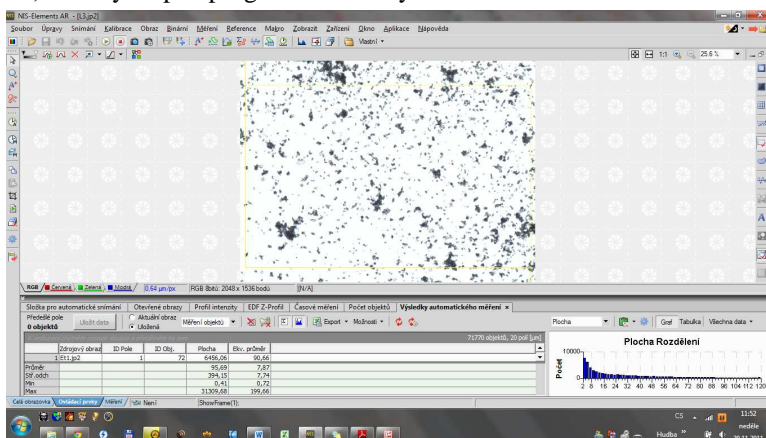 NIS-Elements AR - [L3.jp2]
Soubor Úpravy Snímání Kalibrace Obraz Binární Měření Reference Makro Zobrazit Zařízení Okno Aplikace Nápověda
Vlastní
1:1 25.6 %
RGB Červená Zelená Modrá 0,64 µm/px RGB 8bitů: 2048 x 1536 bodů [N/A]
Složka pro automatické snímání Otevřené obrazy Profil intenzity EDF Z-Profil Časové měření Počet objektů Výsledky automatického měření ×
Předešlé pole
0 objektů
Uložit data
Aktuální obraz
Uložená
Měření objektů
Export Možnosti
Plocha Graf Tabulka Všechna data
71770 objektů, 20 polí [µm]
Zdrojový obraz ID Pole ID Obj. Plocha Ekv. průměr
1 Et1.jp2 1 72 6456,06 90,66
Průměr 95,69 7,87
Stř.odch 394,15 7,74
Min 0,41 0,72
Max 31309,68 199,66
Plocha Rozdělení
Počet
10000
0
2 8 16 24 32 40 48 56 64 72 80 88 96 104 112 120
Celá obrazovka Ovládací prvky Měření Není ShowFrame(1);
CS
Hudba
11:52
neděle